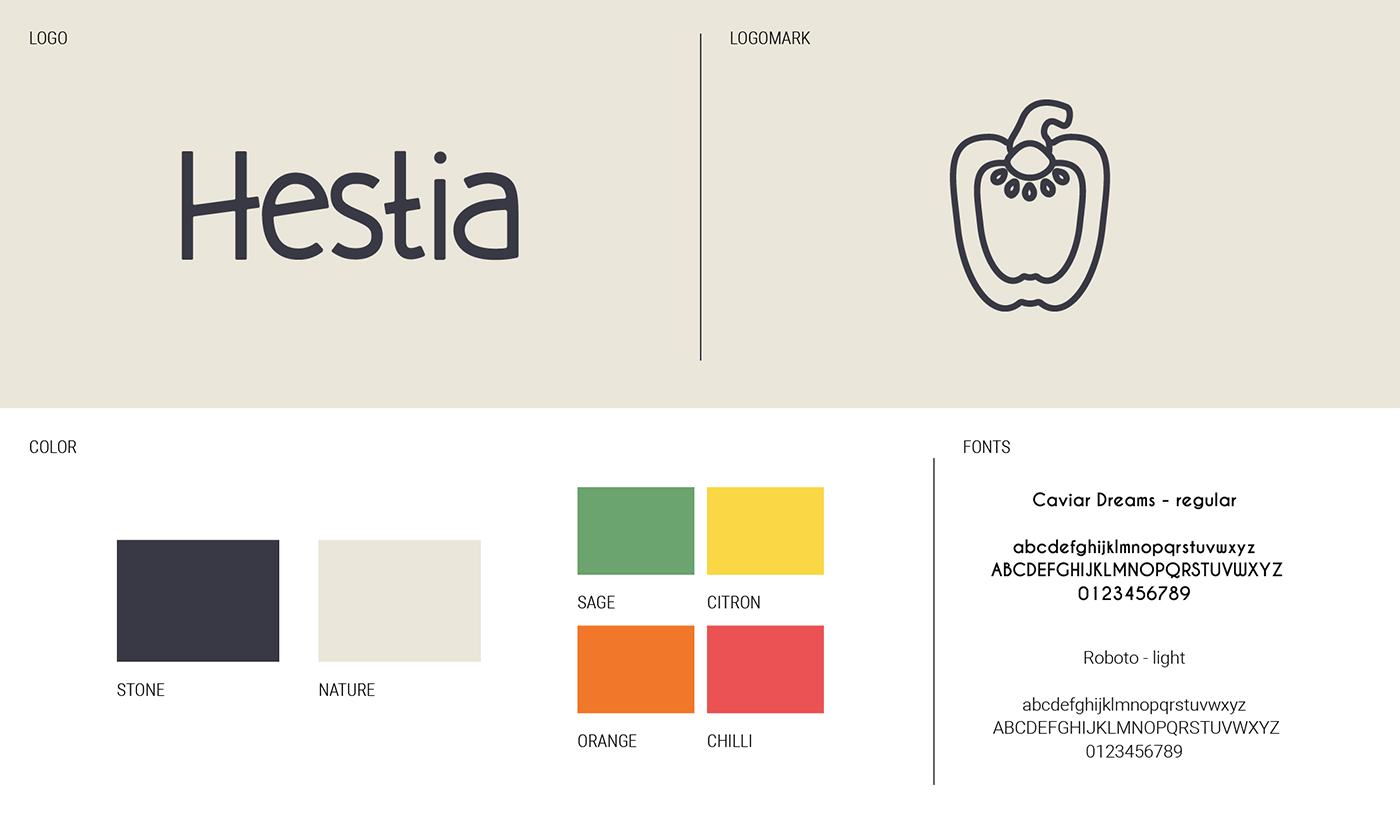 LOGO
Hestia
LOGOMARK
COLOR
STONE
NATURE
SAGE
CITRON
ORANGE
CHILLI
FONTS
Caviar Dreams - regular
abcdefghijklmnopqrstuvwxyz
ABCDEFGHIJKLMNOPQRSTUVWXYZ
0123456789
Roboto - light
abcdefghijklmnopqrstuvwxyz
ABCDEFGHIJKLMNOPQRSTUVWXYZ
0123456789